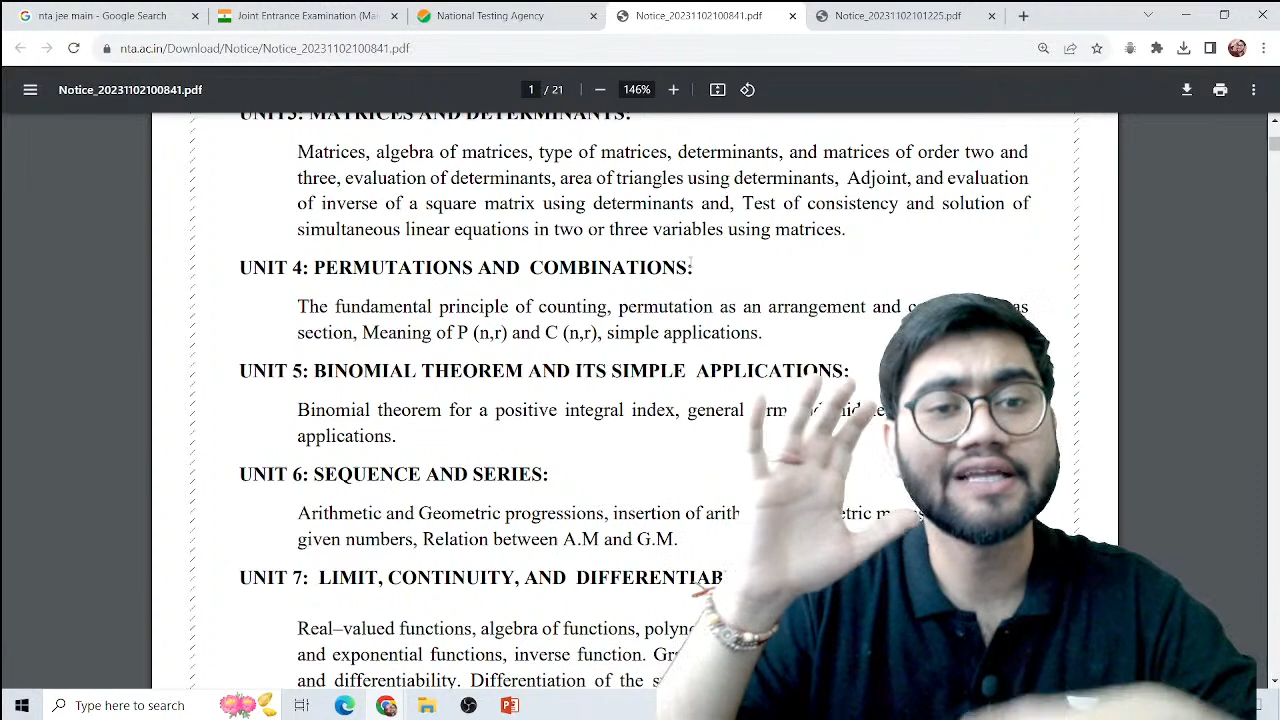 nta jee main - Google Search
Joint Entrance Examination (Mai
National Testing Agency
Notice_20231102100841.pdf
Notice_20231102101125.pdf
nta.ac.in/Download/Notice/Notice_20231102100841.pdf
Notice_20231102100841.pdf
1 / 21
146%
UNIT3: MATRICES AND DETERMINANTS:
Matrices, algebra of matrices, type of matrices, determinants, and matrices of order two and
three, evaluation of determinants, area of triangles using determinants, Adjoint, and evaluation
of inverse of a square matrix using determinants and, Test of consistency and solution of
simultaneous linear equations in two or three variables using matrices.
UNIT 4: PERMUTATIONS AND COMBINATIONS:
The fundamental principle of counting, permutation as an arrangement and as
section, Meaning of P (n,r) and C (n,r), simple applications.
UNIT 5: BINOMIAL THEOREM AND ITS SIMPLE APPLICATIONS:
Binomial theorem for a positive integral index, general
applications.
UNIT 6: SEQUENCE AND SERIES:
Arithmetic and Geometric progressions, insertion of
given numbers, Relation between A.M and G.M.
UNIT 7: LIMIT, CONTINUITY, AND
Real–valued functions, algebra of functions,
and exponential functions, inverse function.
and differentiability. Differentiation of the
Type here to search